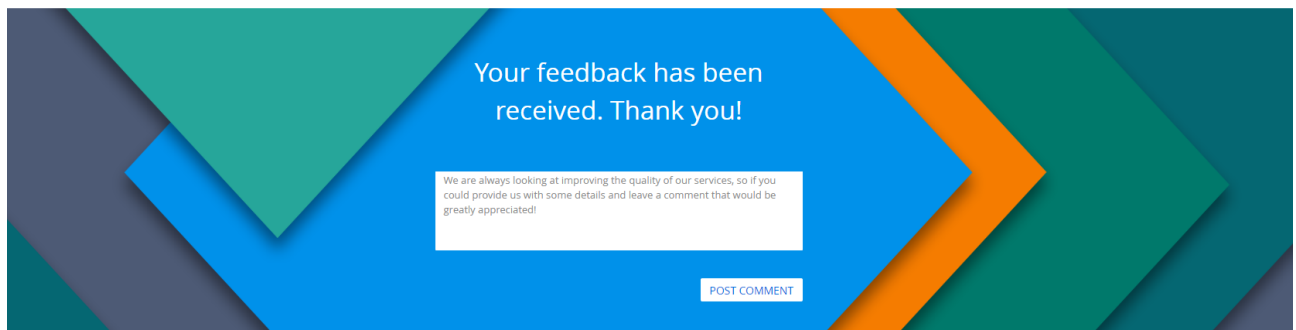 Your feedback has been
received. Thank you!
We are always looking at improving the quality of our services, so if you
could provide us with some details and leave a comment that would be
greatly appreciated!
POST COMMENT